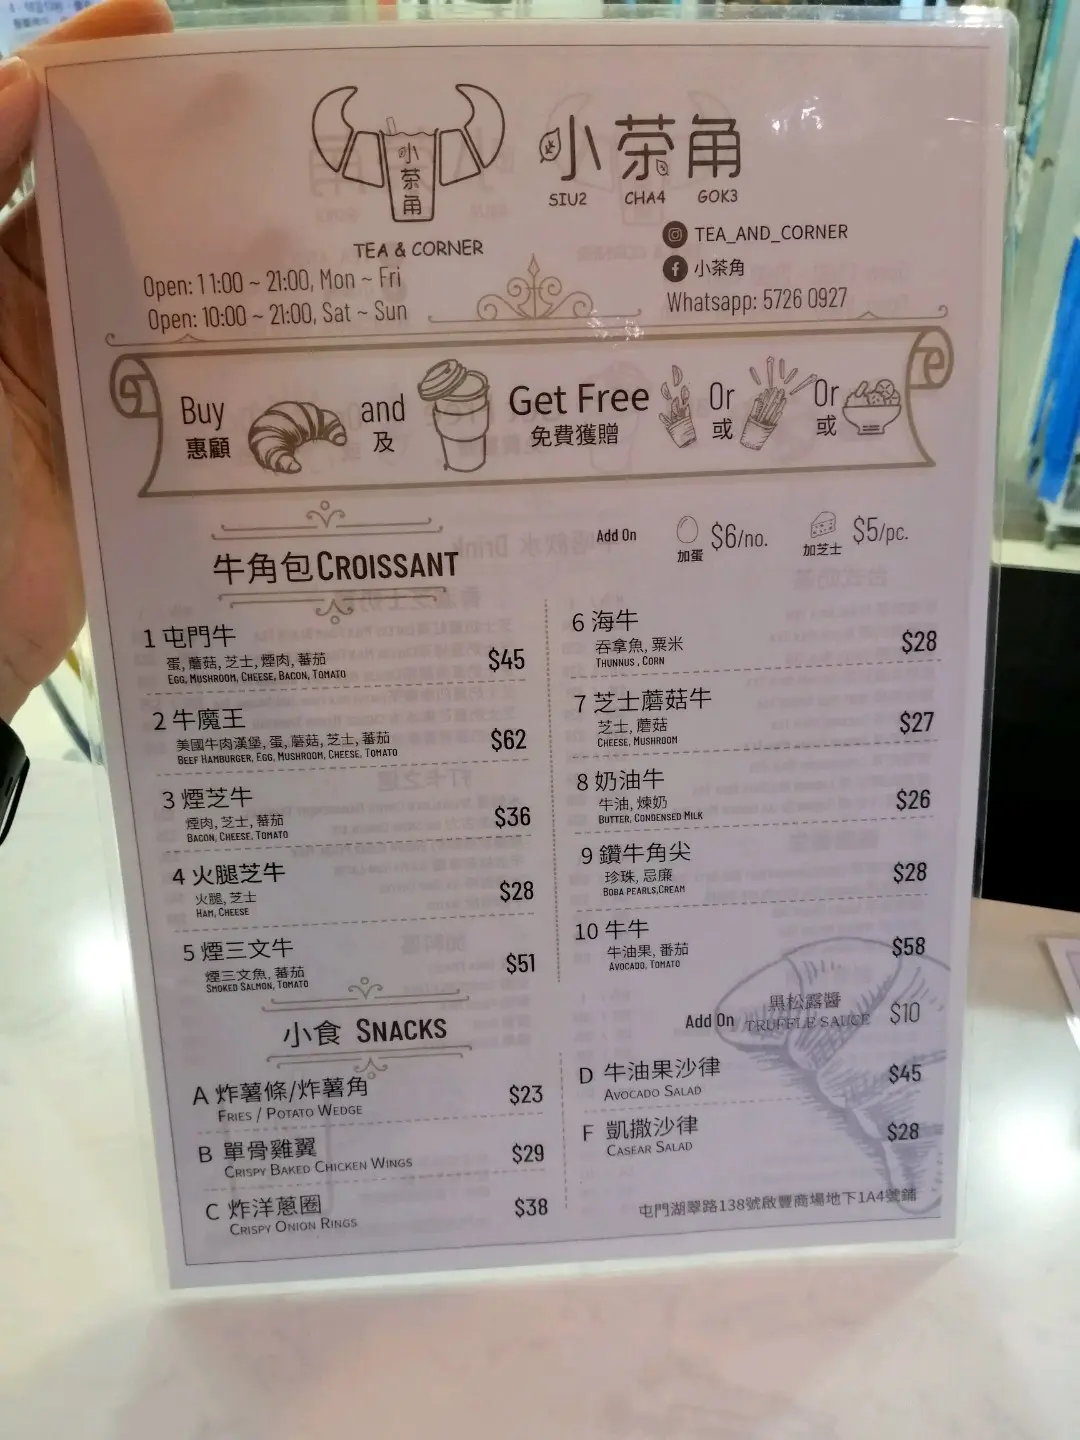 小茶角
TEA & CORNER
小茶角
SIU2 CHA4 GOK3
TEA_AND_CORNER
小茶角
Whatsapp: 5726 0927
Open: 11:00 ~ 21:00, Mon ~ Fri
Open: 10:00 ~ 21:00, Sat ~ Sun
Buy and Get Free Or Or
惠顧 及 免費獲贈 或 或
牛角包 CROISSANT
Add On $6/no. $5/pc.
加蛋 加芝士
1 屯門牛
蛋, 蘑菇, 芝士, 煙肉, 蕃茄 $45
EGG, MUSHROOM, CHEESE, BACON, TOMATO
2 牛魔王
美國牛肉漢堡, 蛋, 蘑菇, 芝士, 蕃茄 $62
BEEF HAMBURGER, EGG, MUSHROOM, CHEESE, TOMATO
3 煙芝牛
煙肉, 芝士, 蕃茄 $36
BACON, CHEESE, TOMATO
4 火腿芝牛
火腿, 芝士 $28
HAM, CHEESE
5 煙三文牛
煙三文魚, 蕃茄 $51
SMOKED SALMON, TOMATO
6 海牛
吞拿魚, 粟米 $28
THUNNUS, CORN
7 芝士蘑菇牛
芝士, 蘑菇 $27
CHEESE, MUSHROOM
8 奶油牛
牛油, 煉奶 $26
BUTTER, CONDENSED MILK
9 鑽牛角尖
珍珠, 忌廉 $28
BOBA PEARLS, CREAM
10 牛牛
牛油果, 番茄 $58
AVOCADO, TOMATO
黑松露醬
Add On TRUFFLE SAUCE $10
小食 SNACKS
A 炸薯條/炸薯角 $23
FRIES / POTATO WEDGE
B 單骨雞翼 $29
CRISPY BAKED CHICKEN WINGS
C 炸洋蔥圈 $38
CRISPY ONION RINGS
D 牛油果沙律 $45
AVOCADO SALAD
F 凱撒沙律 $28
CASEAR SALAD
屯門湖翠路138號啟豐商場地下1A4號鋪